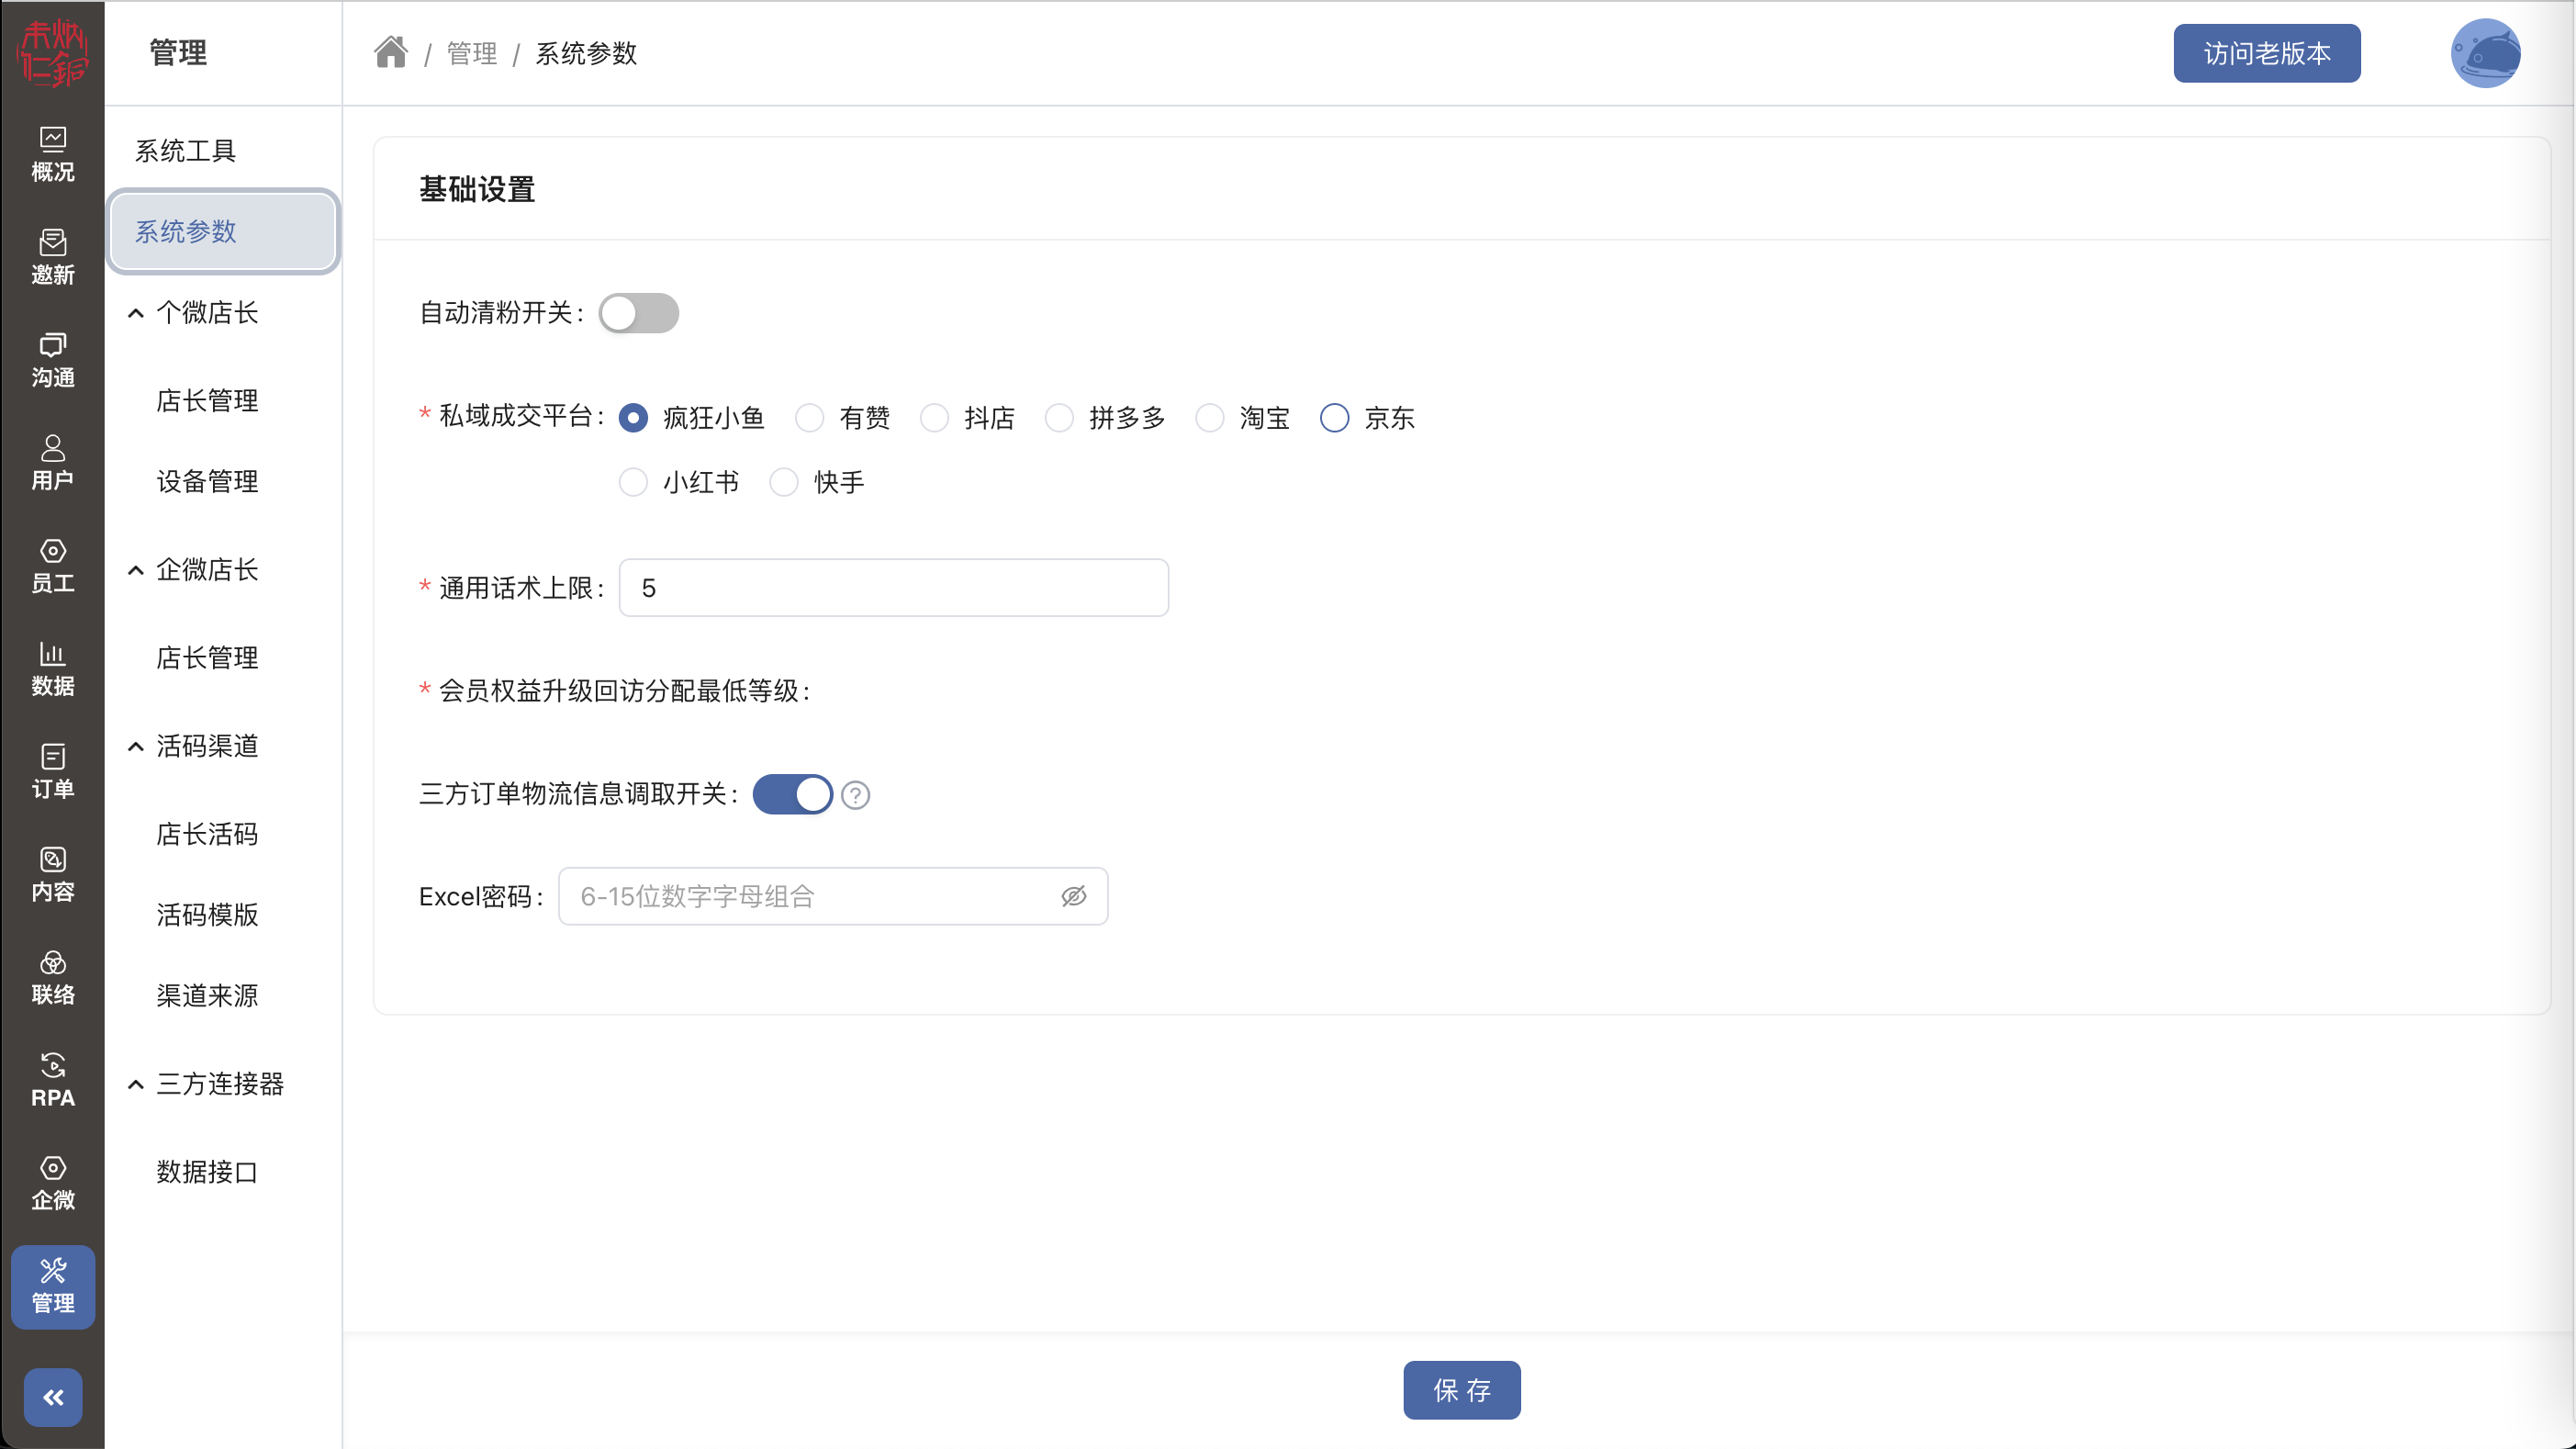 朱炳仁銅
管理
/ 管理 / 系统参数
访问老版本
概况
邀新
沟通
用户
员工
数据
订单
内容
联络
RPA
企微
管理
系统工具
系统参数
个微店长
店长管理
设备管理
企微店长
店长管理
活码渠道
店长活码
活码模版
渠道来源
三方连接器
数据接口
基础设置
自动清粉开关:
* 私域成交平台: 疯狂小鱼 有赞 抖店 拼多多 淘宝 京东
小红书 快手
* 通用话术上限: 5
* 会员权益升级回访分配最低等级:
三方订单物流信息调取开关: ?
Excel密码: 6-15位数字字母组合
保 存